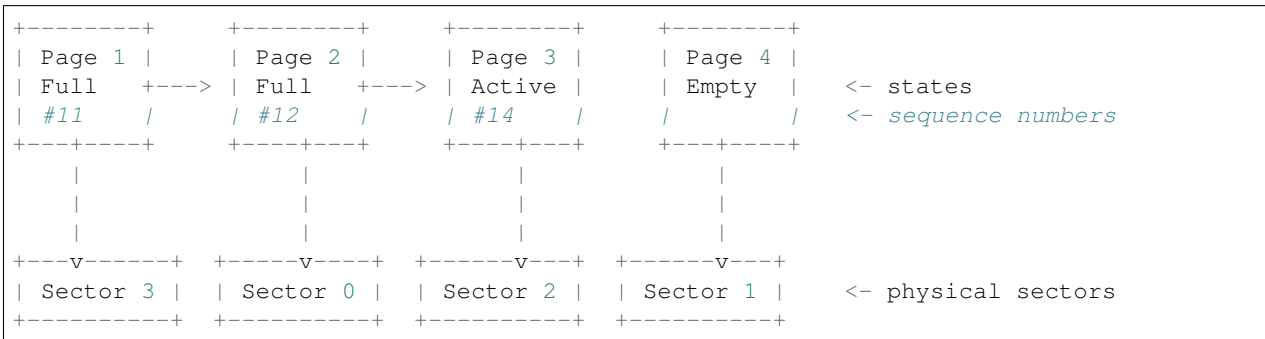 +--------+     +--------+     +--------+     +--------+
| Page 1 |     | Page 2 |     | Page 3 |     | Page 4 |
| Full   +---> | Full   +---> | Active |     | Empty  |   <- states
| #11    |     | #12    |     | #14    |     |        |   <- sequence numbers
+---+----+     +----+---+     +----+---+     +---+----+
    |               |              |             |
    |               |              |             |
    |               |              |             |
+---v------+  +-----v----+  +------v---+  +------v---+
| Sector 3 |  | Sector 0 |  | Sector 2 |  | Sector 1 |    <- physical sectors
+----------+  +----------+  +----------+  +----------+